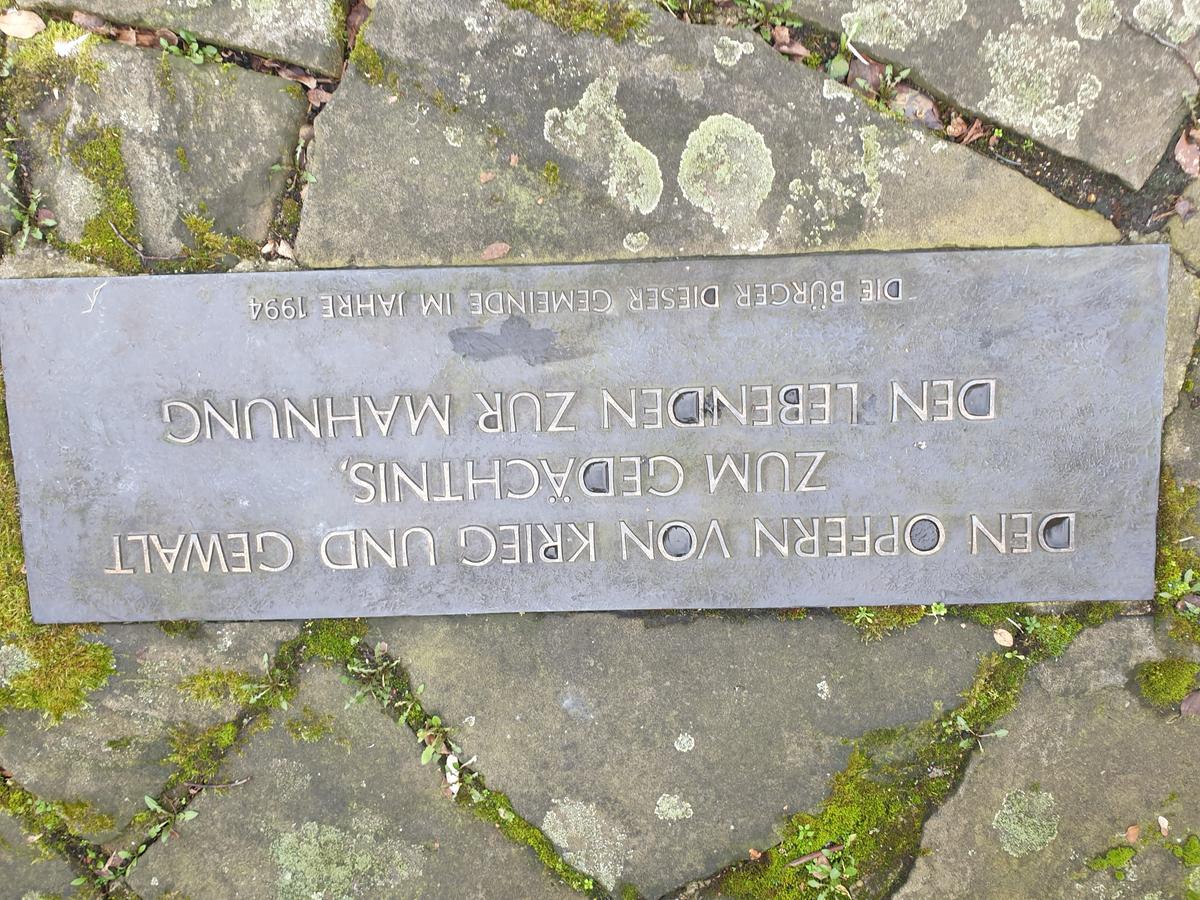 DEN OPFERN VON KRIEG UND GEWALT
ZUM GEDÄCHTNIS,
DEN LEBENDEN ZUR MAHNUNG
DIE BÜRGER DIESER GEMEINDE IM JAHRE 1994